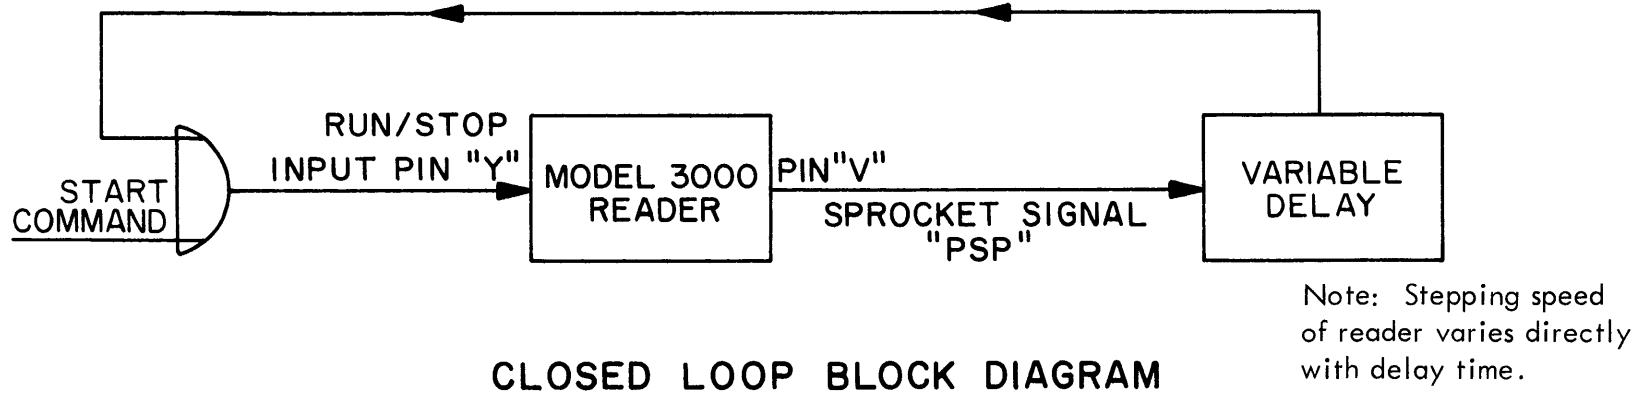 RUN/STOP
INPUT PIN "Y"
START
COMMAND
MODEL 3000
READER
PIN"V"
SPROCKET SIGNAL
"PSP"
VARIABLE
DELAY
Note: Stepping speed
of reader varies directly
with delay time.
CLOSED LOOP BLOCK DIAGRAM